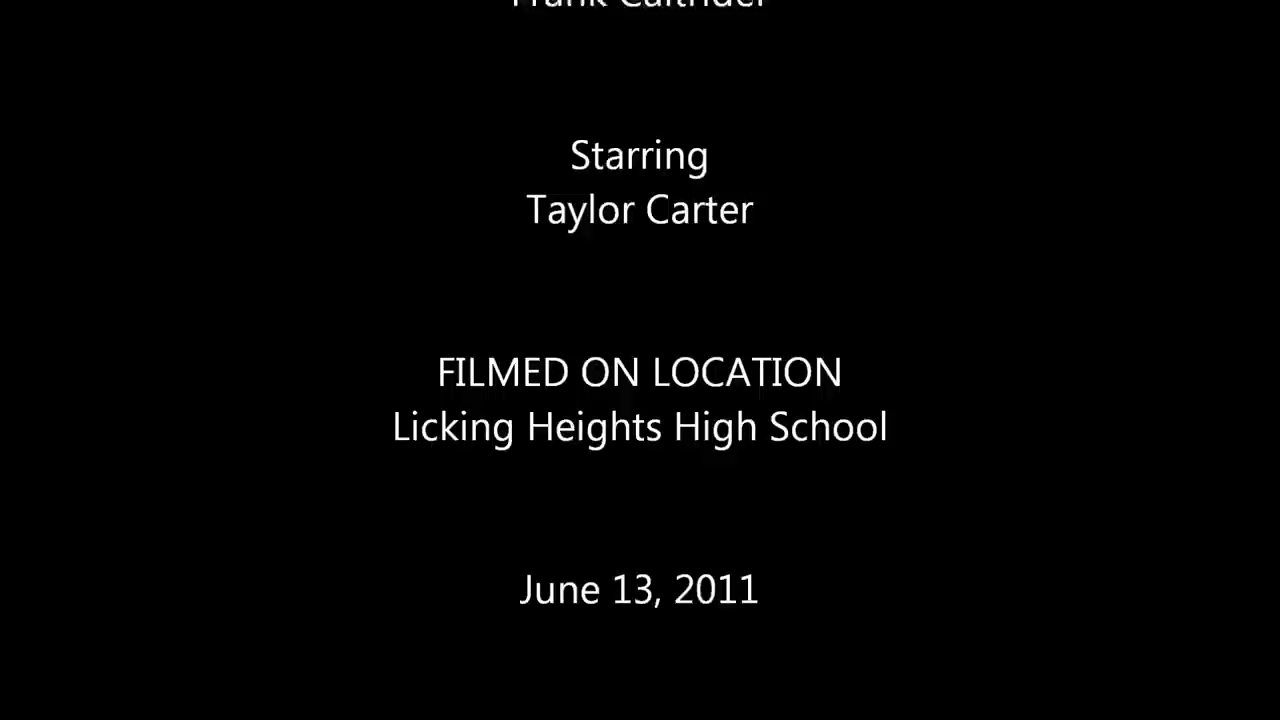 Starring
Taylor Carter
FILMED ON LOCATION
Licking Heights High School
June 13, 2011